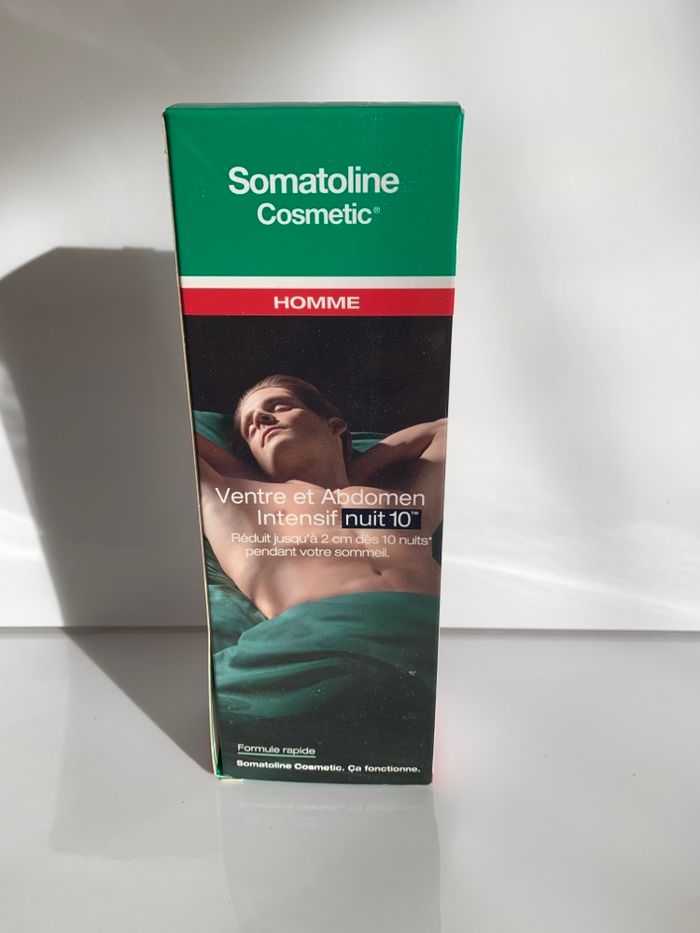 Somatoline
Cosmetic®
HOMME
Ventre et Abdomen
Intensif nuit 10™
Réduit jusqu'à 2 cm dès 10 nuits*
pendant votre sommeil.
Formule rapide
Somatoline Cosmetic. Ça fonctionne.